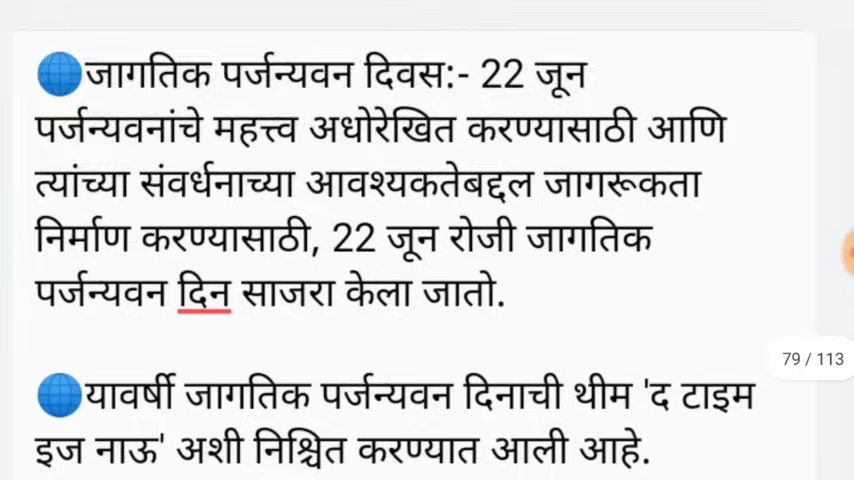 🌐जागतिक पर्जन्यवन दिवस:- 22 जून
पर्जन्यवनांचे महत्त्व अधोरेखित करण्यासाठी आणि
त्यांच्या संवर्धनाच्या आवश्यकतेबद्दल जागरूकता
निर्माण करण्यासाठी, 22 जून रोजी जागतिक
पर्जन्यवन दिन साजरा केला जातो.
79 / 113
🌐यावर्षी जागतिक पर्जन्यवन दिनाची थीम 'द टाइम
इज नाऊ' अशी निश्चित करण्यात आली आहे.